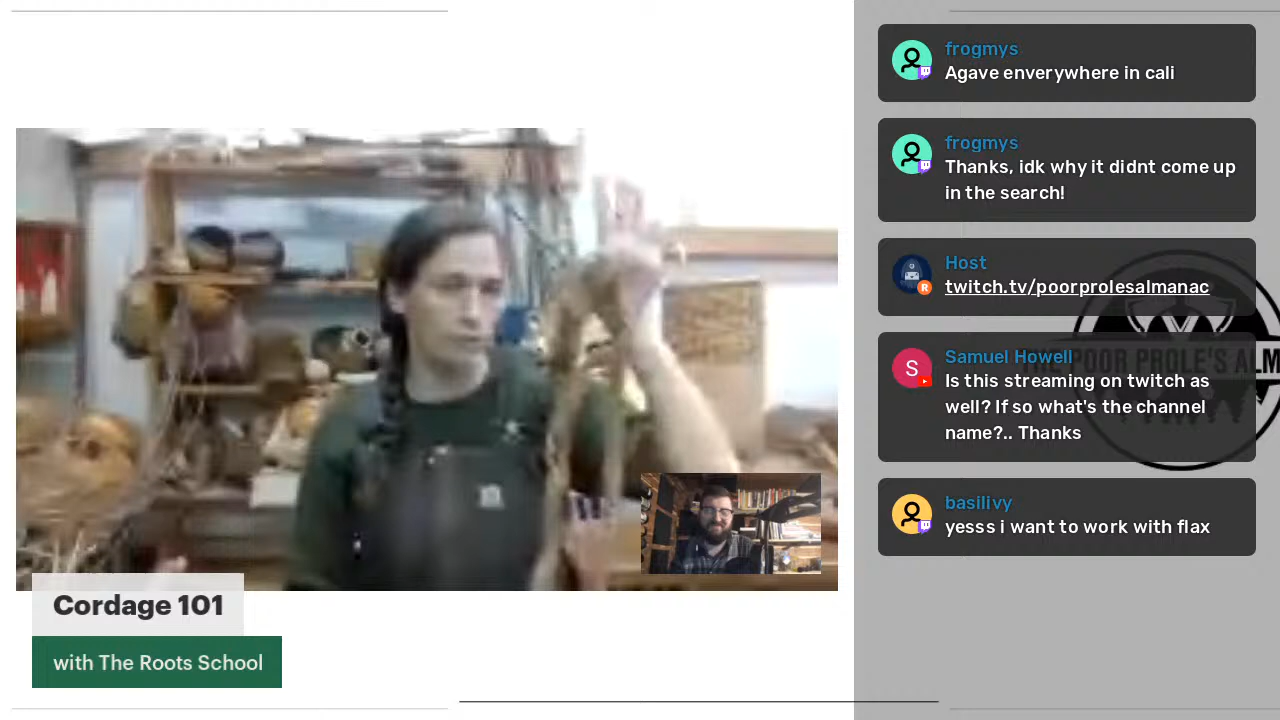 Cordage 101
with The Roots School
frogmys
Agave enverywhere in cali
frogmys
Thanks, idk why it didnt come up
in the search!
Host
twitch.tv/poorprolesalmanac
Samuel Howell
Is this streaming on twitch as
well? If so what's the channel
name?.. Thanks
basilivy
yesss i want to work with flax